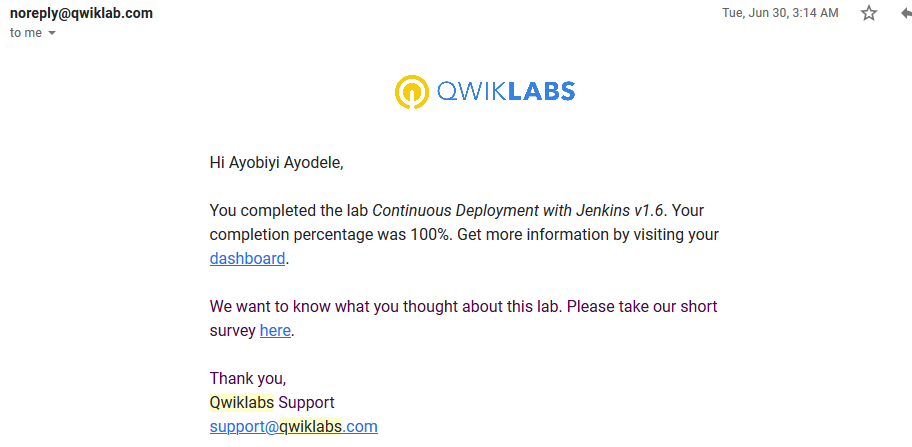 noreply@qwiklab.com
Tue, Jun 30, 3:14 AM
to me
QWIKLABS
Hi Ayobiyi Ayodele,
You completed the lab Continuous Deployment with Jenkins v1.6. Your
completion percentage was 100%. Get more information by visiting your
dashboard.
We want to know what you thought about this lab. Please take our short
survey here.
Thank you,
Qwiklabs Support
support@qwiklabs.com